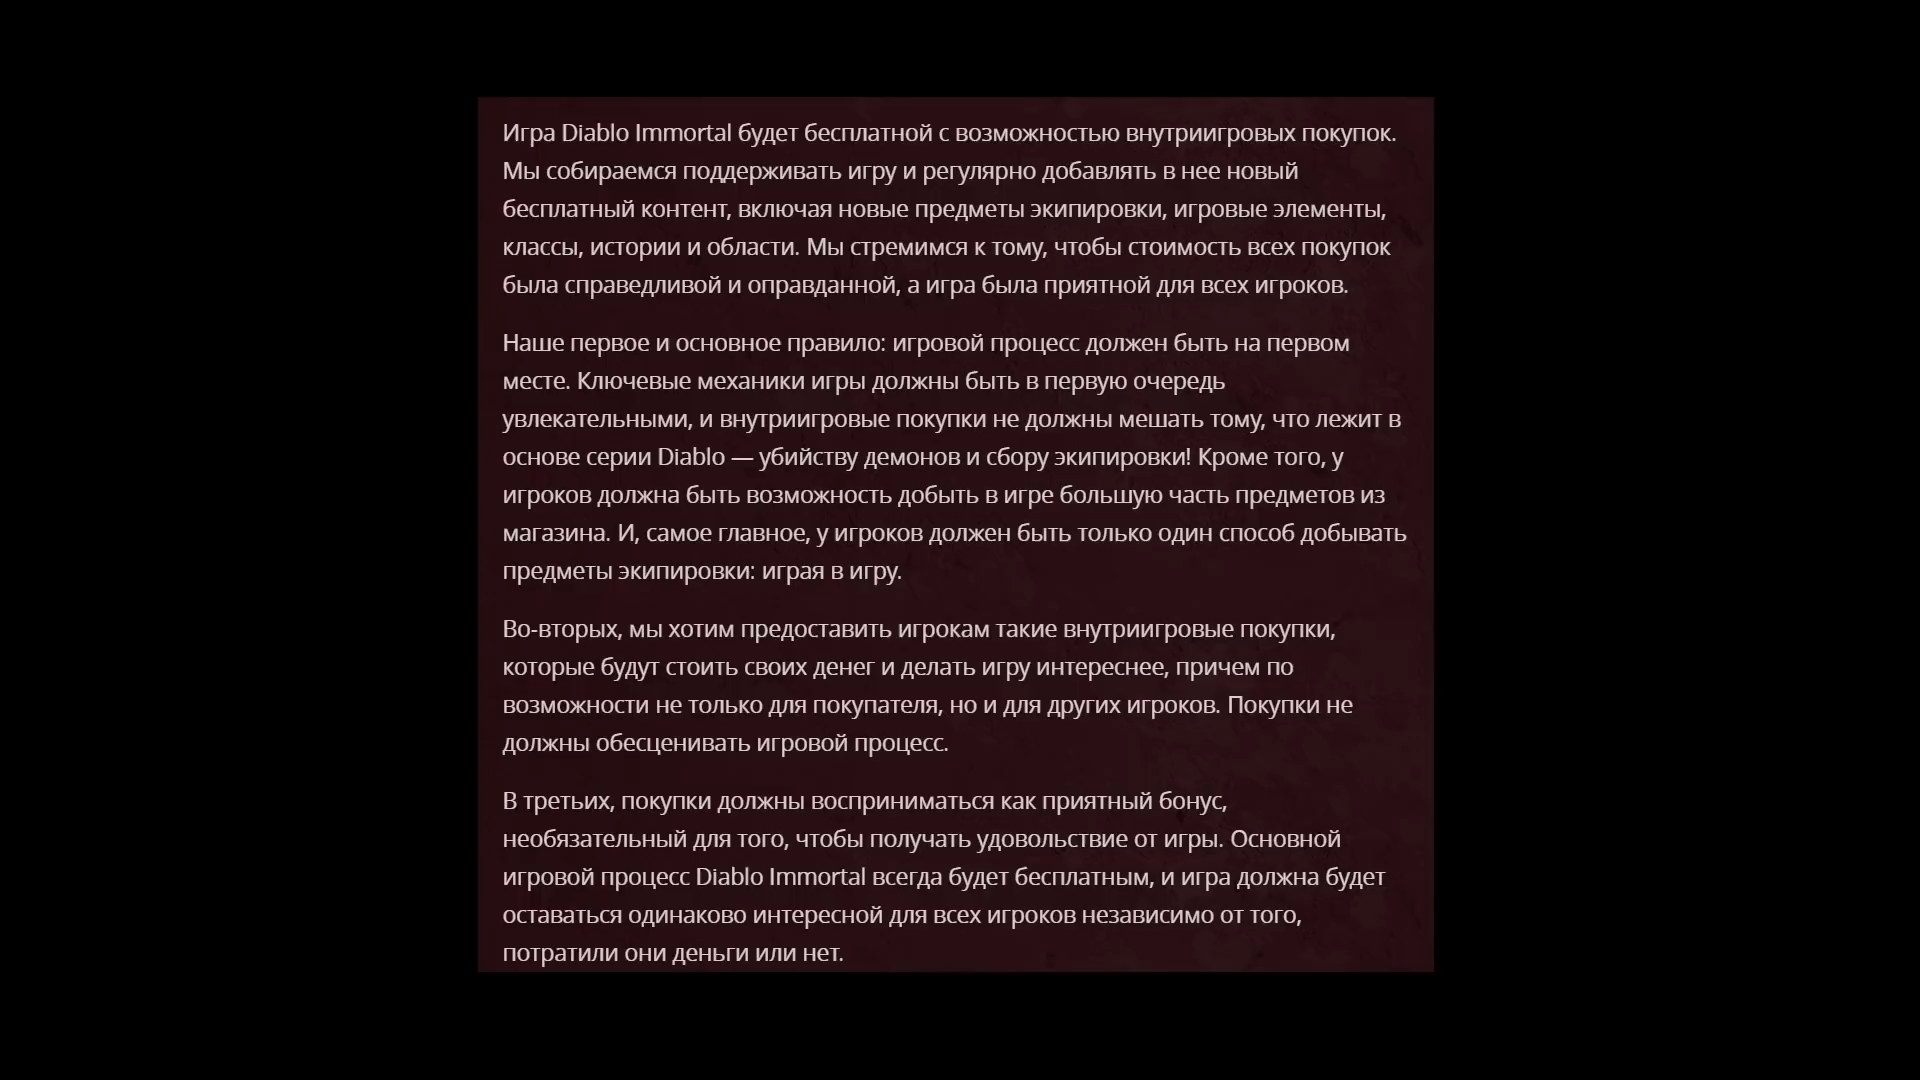 Игра Diablo Immortal будет бесплатной с возможностью внутриигровых покупок.
Мы собираемся поддерживать игру и регулярно добавлять в нее новый
бесплатный контент, включая новые предметы экипировки, игровые элементы,
классы, истории и области. Мы стремимся к тому, чтобы стоимость всех покупок
была справедливой и оправданной, а игра была приятной для всех игроков.
Наше первое и основное правило: игровой процесс должен быть на первом
месте. Ключевые механики игры должны быть в первую очередь
увлекательными, и внутриигровые покупки не должны мешать тому, что лежит в
основе серии Diablo — убийству демонов и сбору экипировки! Кроме того, у
игроков должна быть возможность добыть в игре большую часть предметов из
магазина. И, самое главное, у игроков должен быть только один способ добывать
предметы экипировки: играя в игру.
Во-вторых, мы хотим предоставить игрокам такие внутриигровые покупки,
которые будут стоить своих денег и делать игру интереснее, причем по
возможности не только для покупателя, но и для других игроков. Покупки не
должны обесценивать игровой процесс.
В третьих, покупки должны восприниматься как приятный бонус,
необязательный для того, чтобы получать удовольствие от игры. Основной
игровой процесс Diablo Immortal всегда будет бесплатным, и игра должна будет
оставаться одинаково интересной для всех игроков независимо от того,
потратили они деньги или нет.